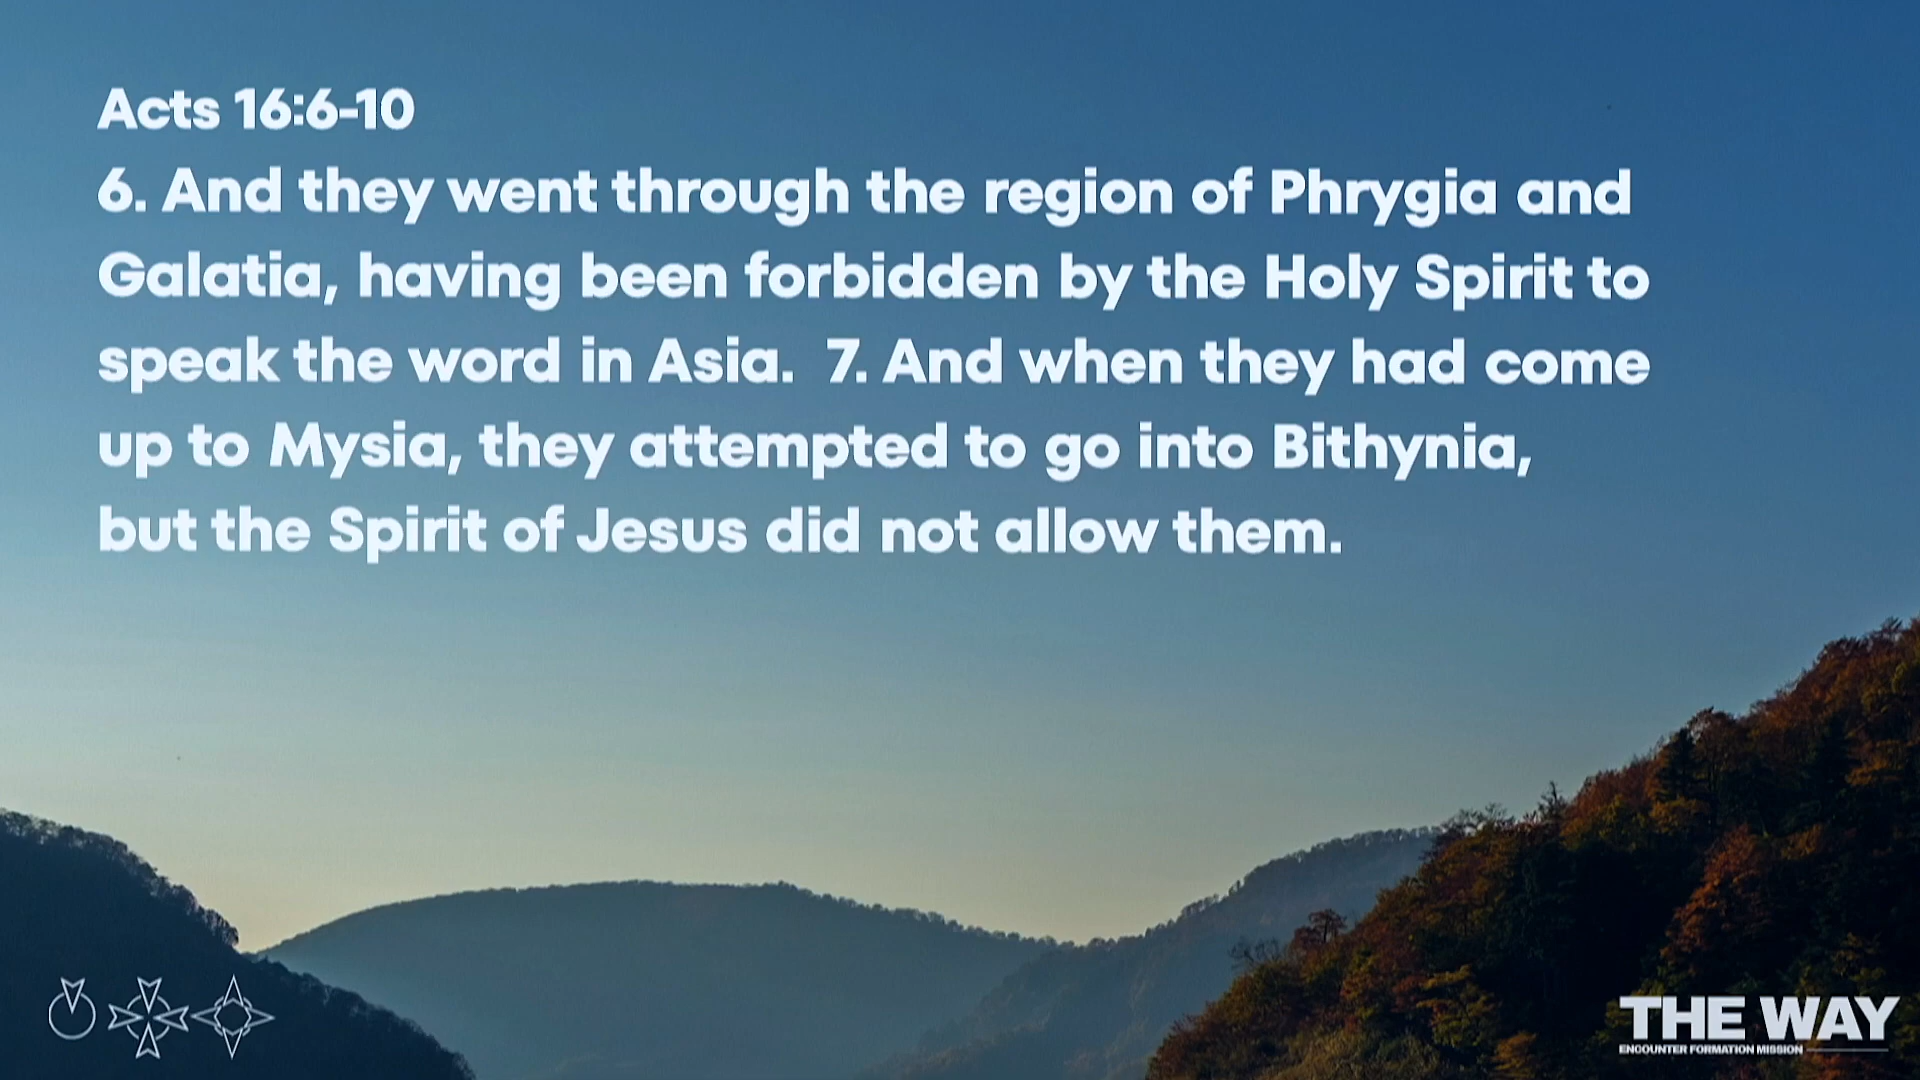 Acts 16:6-10
6. And they went through the region of Phrygia and
Galatia, having been forbidden by the Holy Spirit to
speak the word in Asia.  7. And when they had come
up to Mysia, they attempted to go into Bithynia,
but the Spirit of Jesus did not allow them.
THE WAY
ENCOUNTER FORMATION MISSION